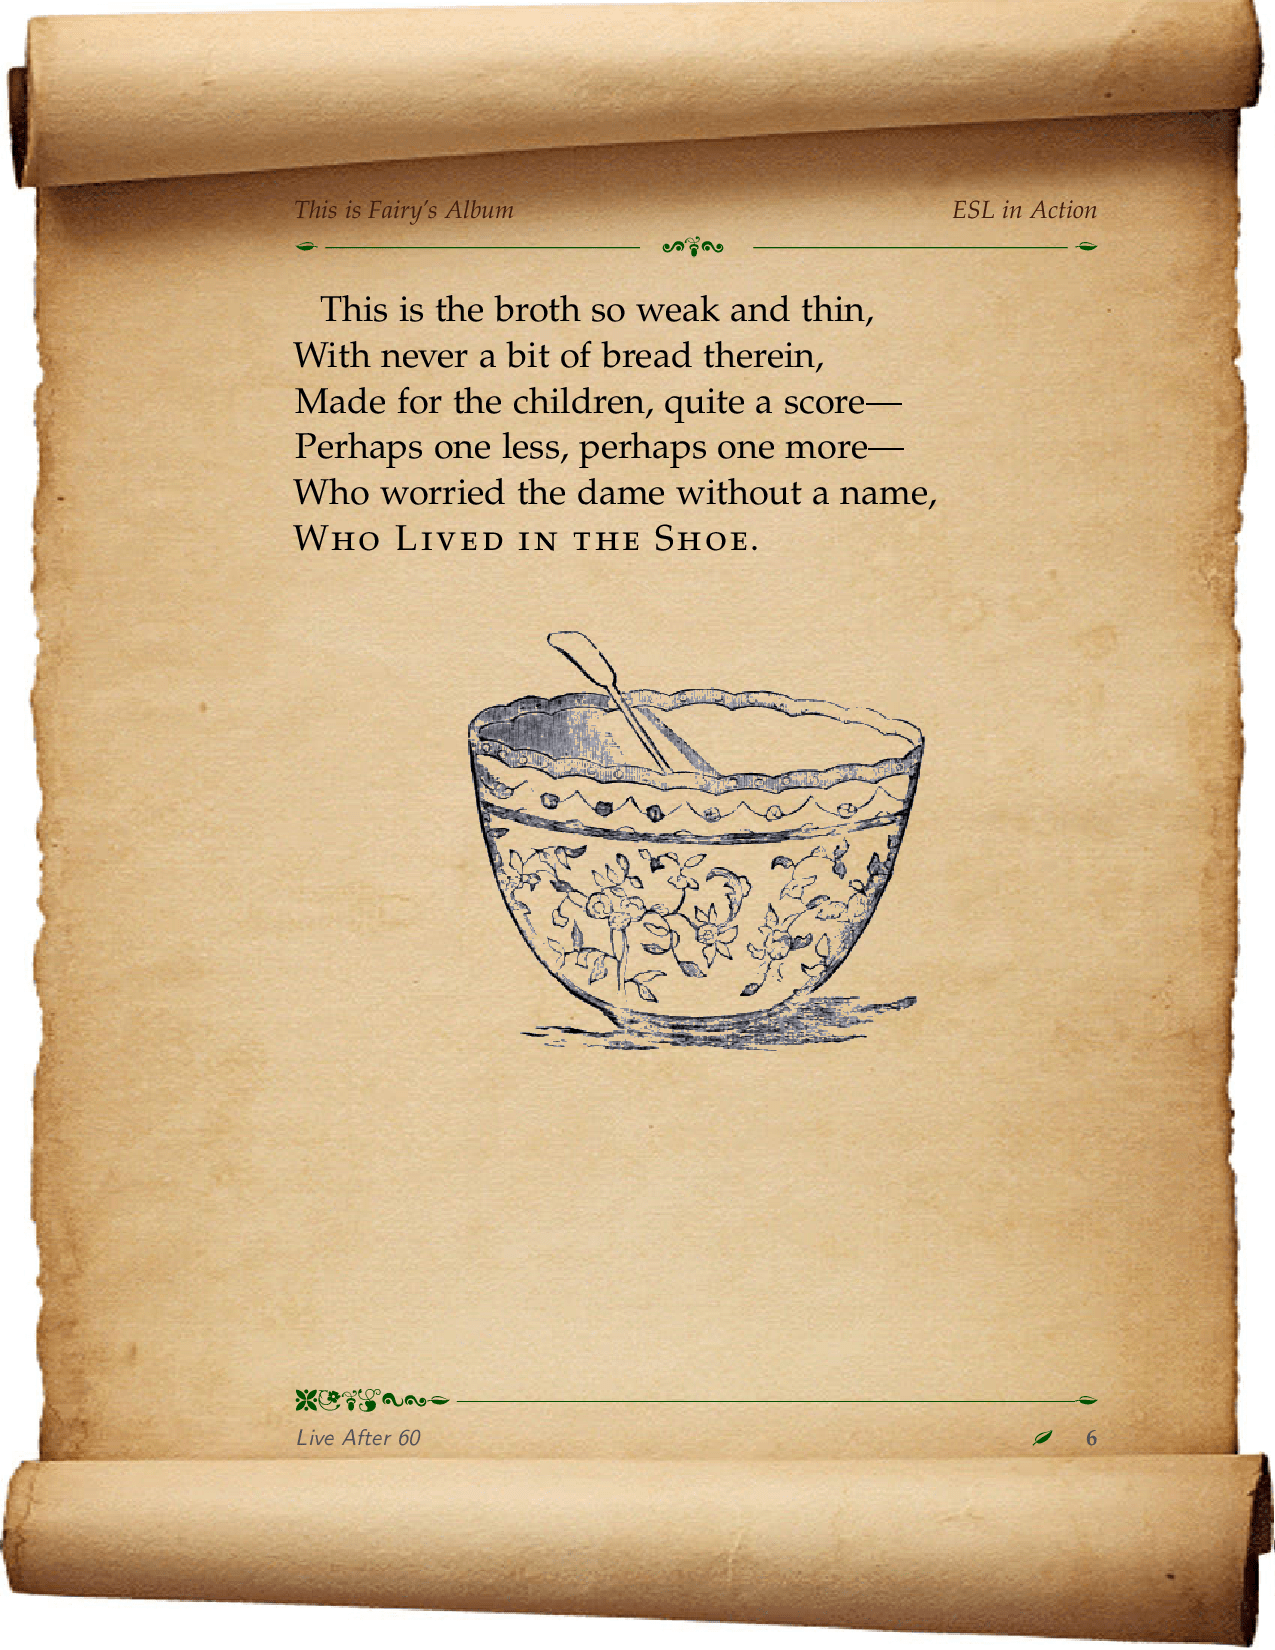 This is Fairy's Album
ESL in Action
This is the broth so weak and thin,
With never a bit of bread therein,
Made for the children, quite a score—
Perhaps one less, perhaps one more—
Who worried the dame without a name,
Who Lived in the Shoe.
Live After 60
6